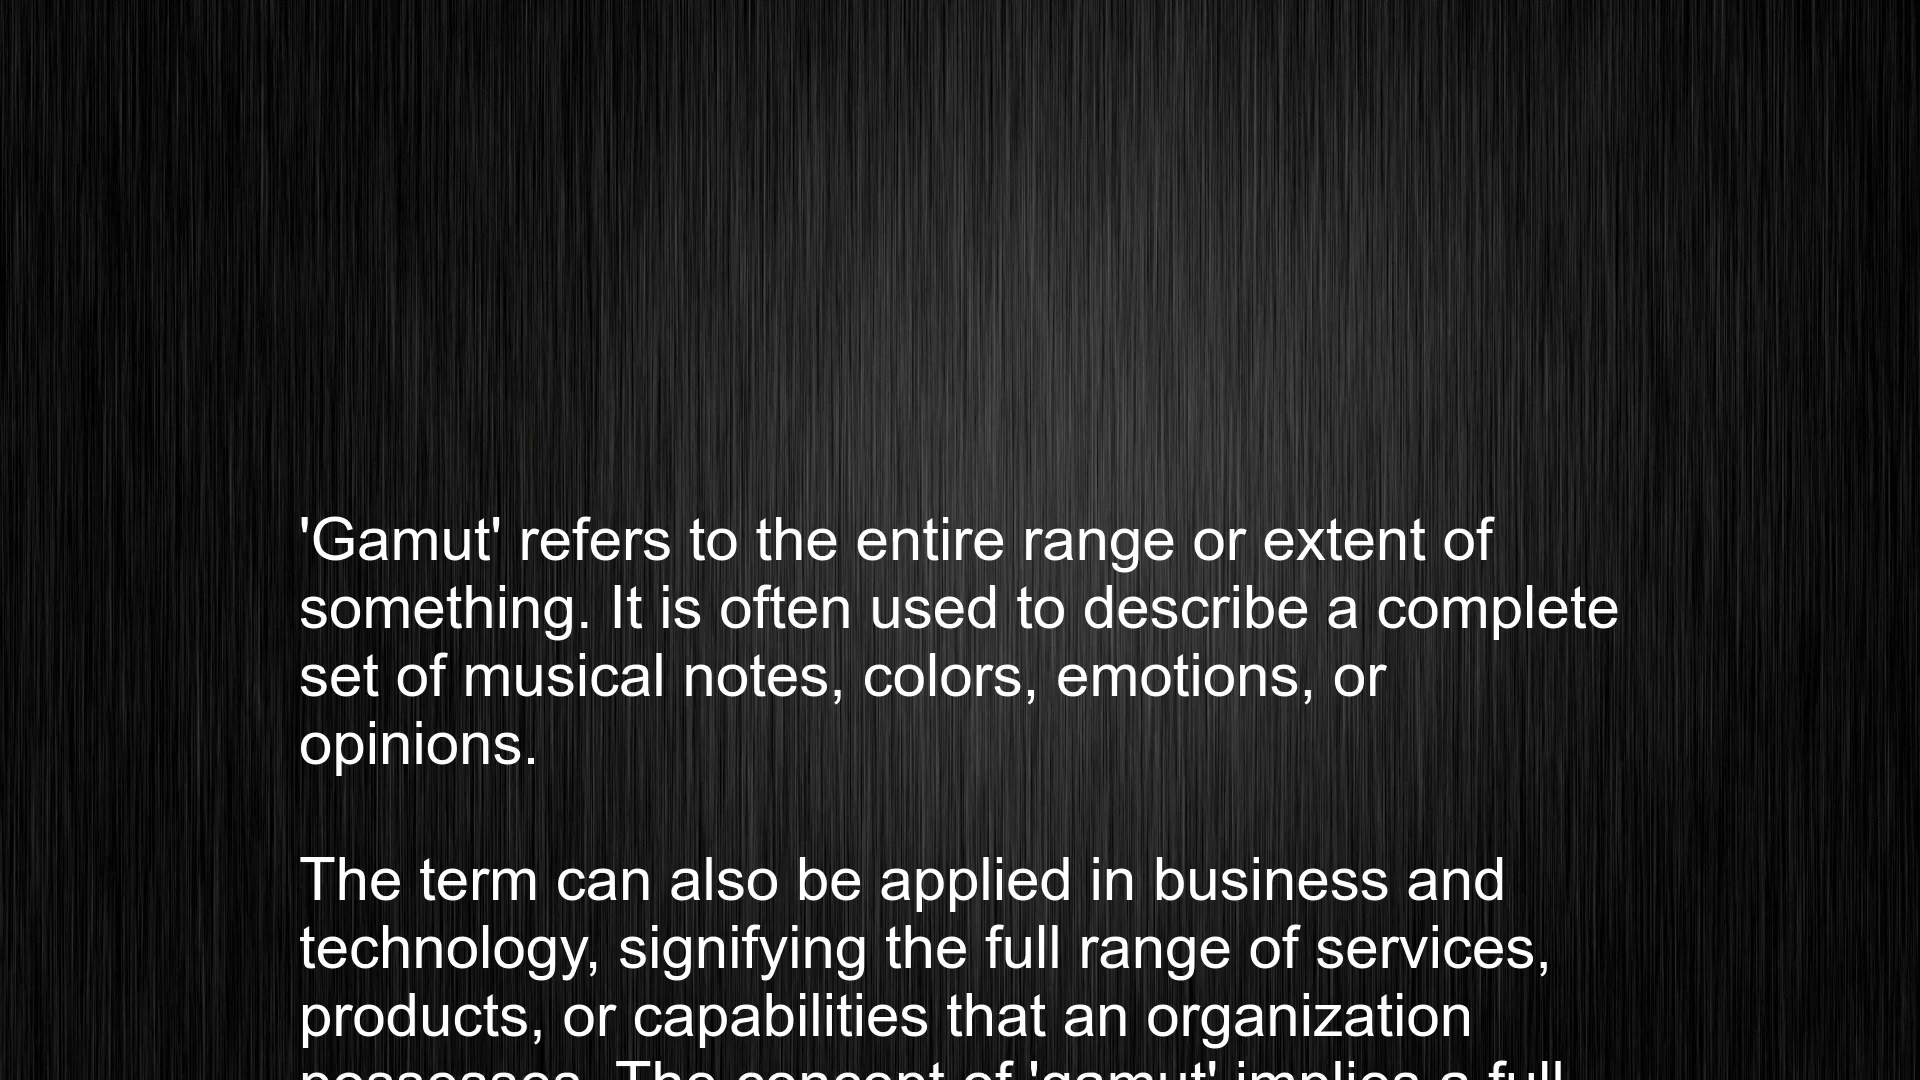 'Gamut' refers to the entire range or extent of
something. It is often used to describe a complete
set of musical notes, colors, emotions, or
opinions.
The term can also be applied in business and
technology, signifying the full range of services,
products, or capabilities that an organization
possesses. The concept of 'gamut' implies a full